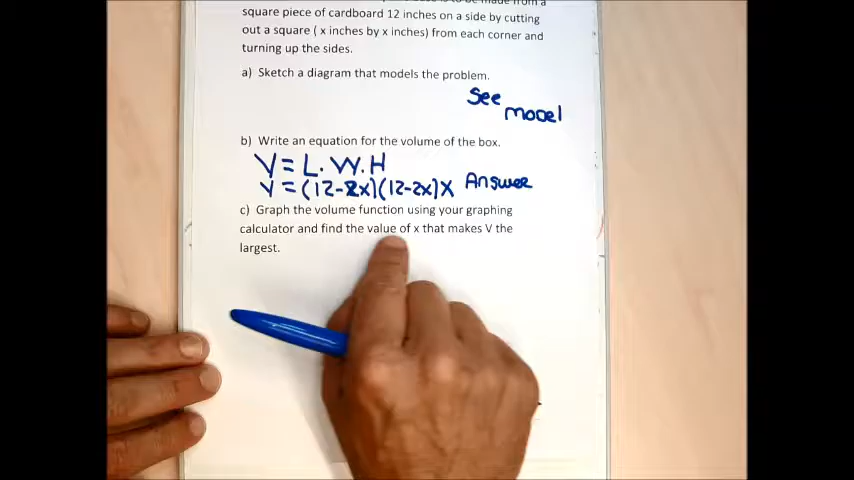 made from a
square piece of cardboard 12 inches on a side by cutting
out a square ( x inches by x inches) from each corner and
turning up the sides.
a) Sketch a diagram that models the problem.
See
model
b) Write an equation for the volume of the box.
V = L. W. H
V = (12-2x)(12-2x)X Answer
c) Graph the volume function using your graphing
calculator and find the value of x that makes V the
largest.